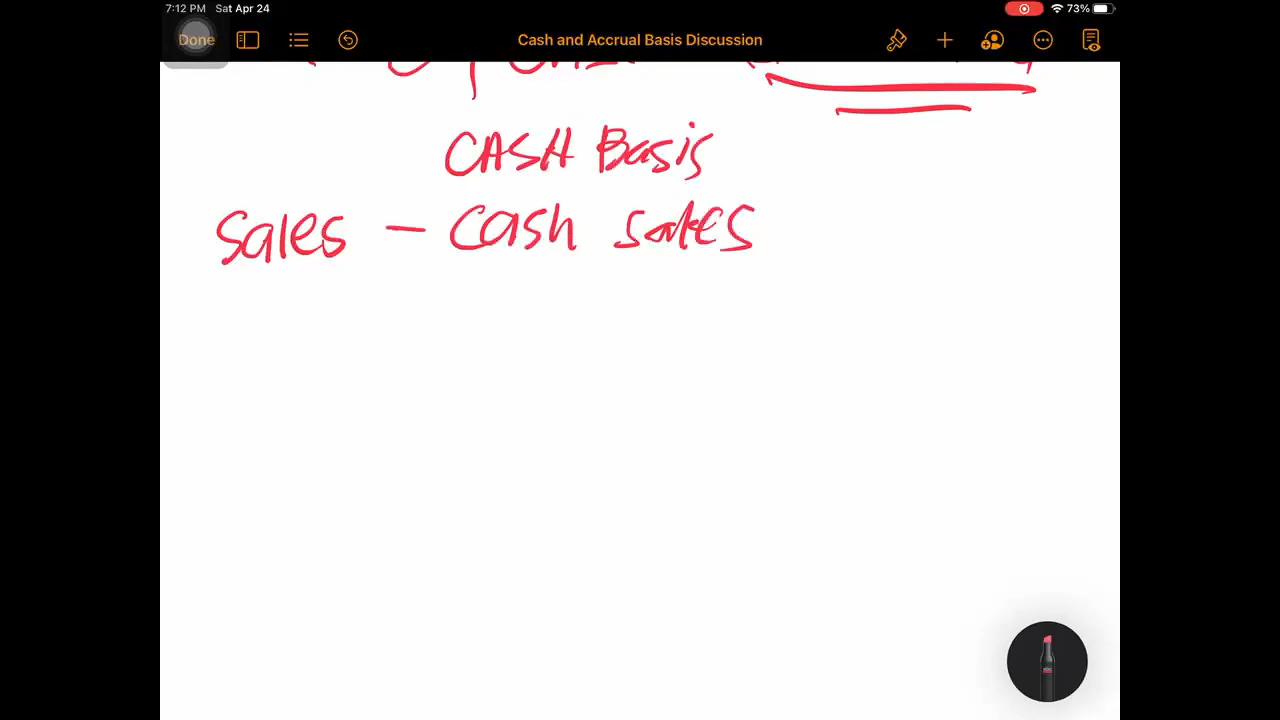 7:12 PM Sat Apr 24
73%
Done
Cash and Accrual Basis Discussion
CASH Basis
Sales - Cash sales